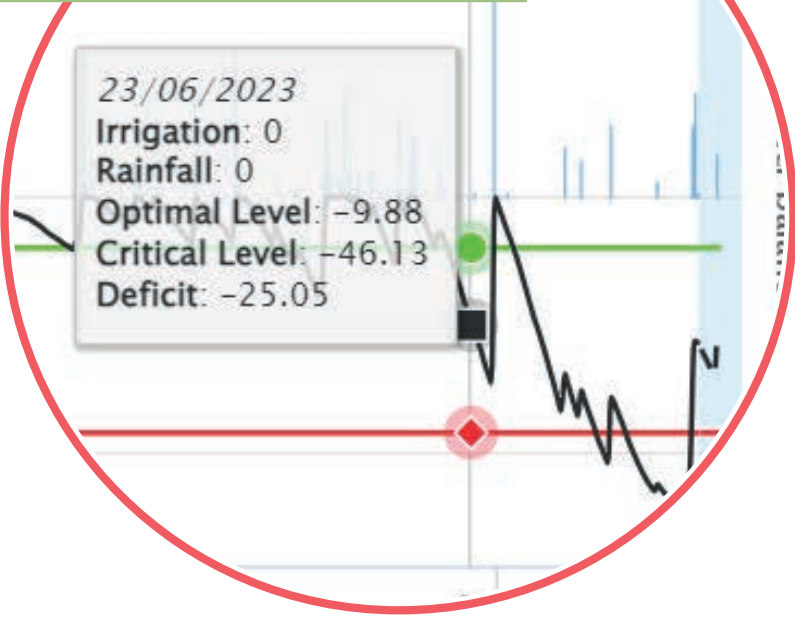 23/06/2023
Irrigation: 0
Rainfall: 0
Optimal Level: -9.88
Critical Level: -46.13
Deficit: -25.05